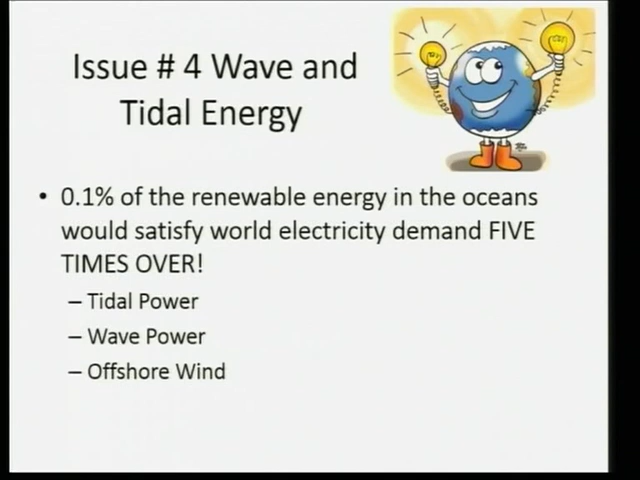 Issue # 4 Wave and
Tidal Energy
• 0.1% of the renewable energy in the oceans
would satisfy world electricity demand FIVE
TIMES OVER!
– Tidal Power
– Wave Power
– Offshore Wind